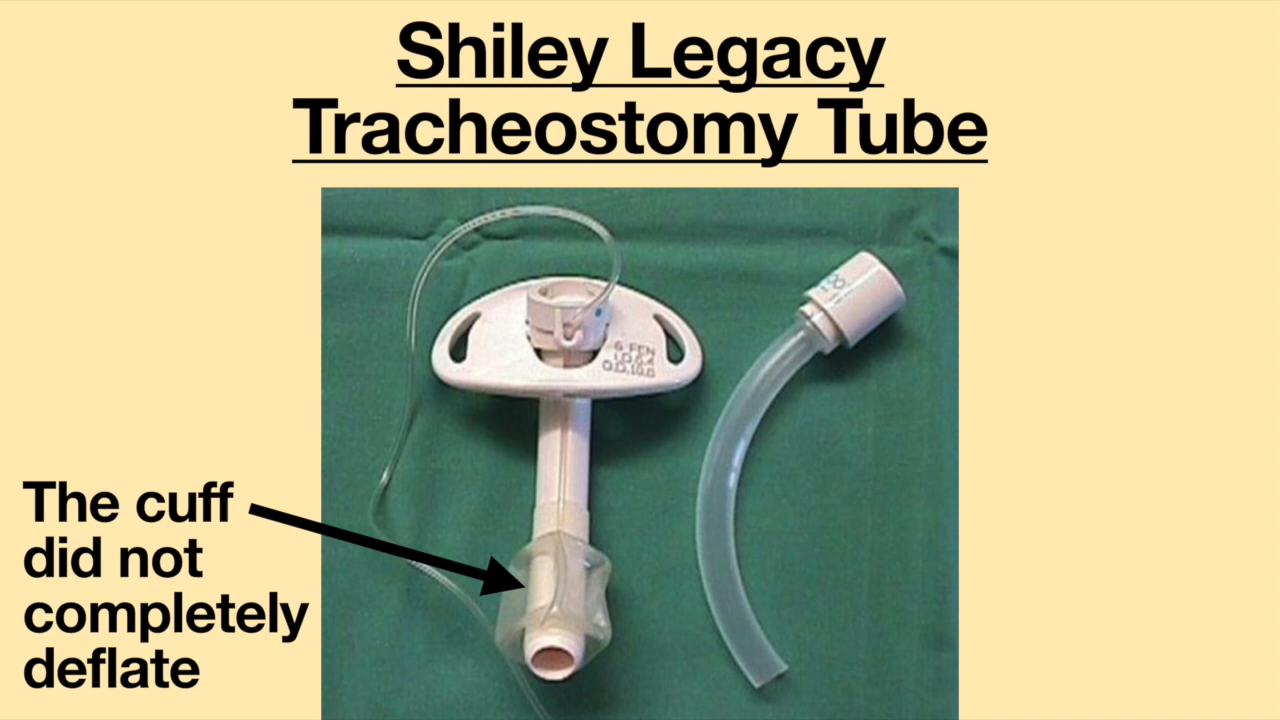 Shiley Legacy
Tracheostomy Tube
6 FEN
I.D. 6.4
O.D. 10.8
The cuff
did not
completely
deflate